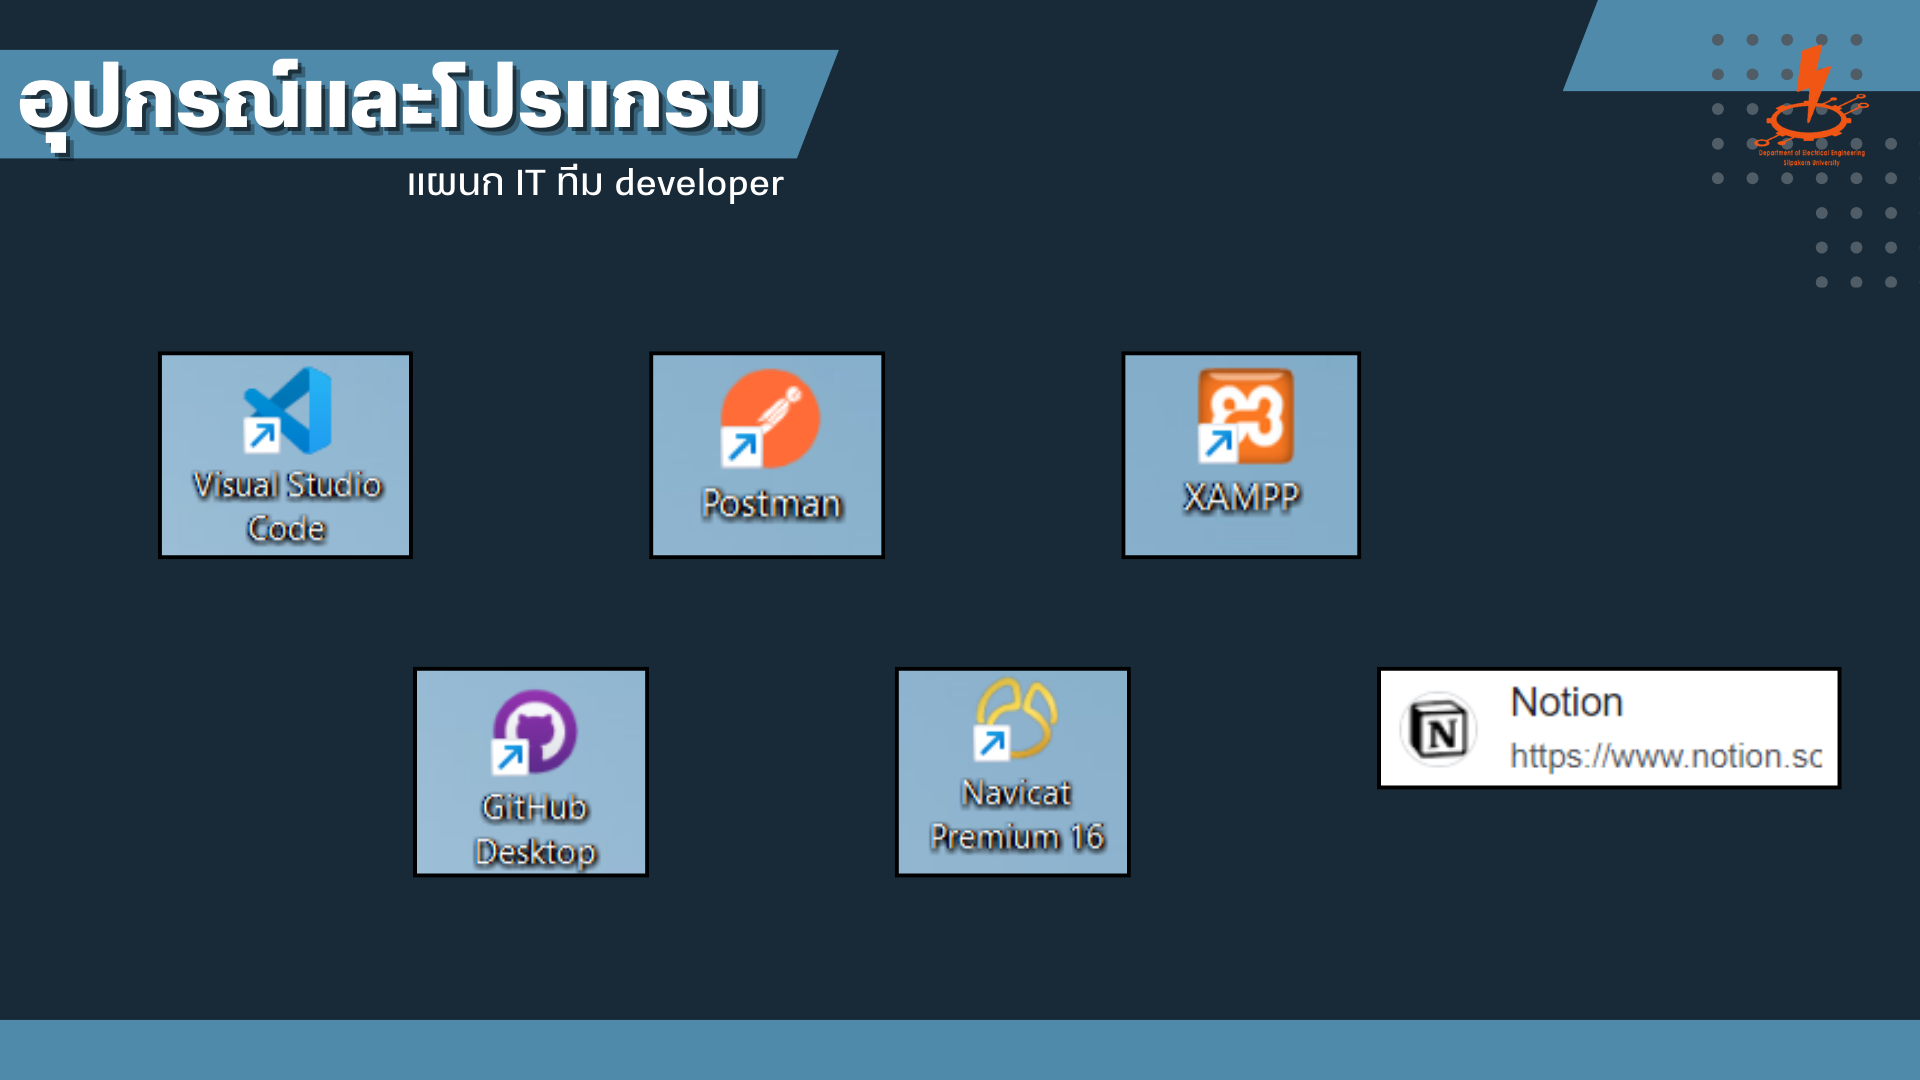 อุปกรณ์และโปรแกรม
แผนก IT ทีม developer
Department of Electrical Engineering
Silpakorn University
Visual Studio
Code
Postman
XAMPP
GitHub
Desktop
Navicat
Premium 16
Notion
https://www.notion.so